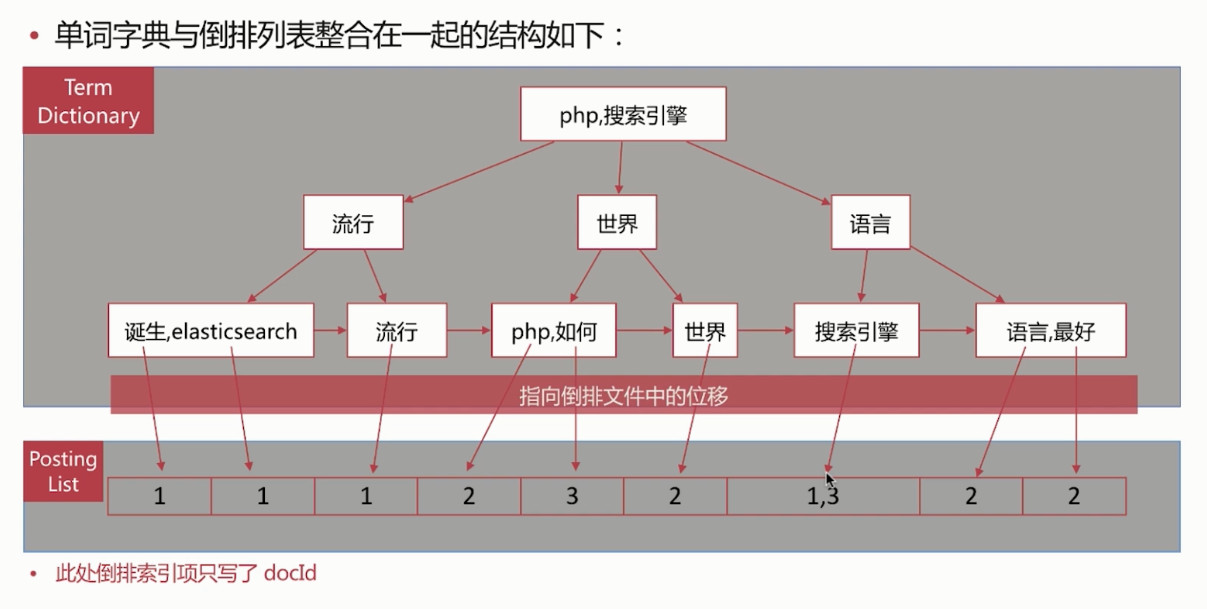 • 单词字典与倒排列表整合在一起的结构如下：
Term
Dictionary
php,搜索引擎
流行
世界
语言
诞生,elasticsearch
流行
php,如何
世界
搜索引擎
语言,最好
指向倒排文件中的位移
Posting
List
1
1
1
2
3
2
1,3
2
2
• 此处倒排索引项只写了 docId